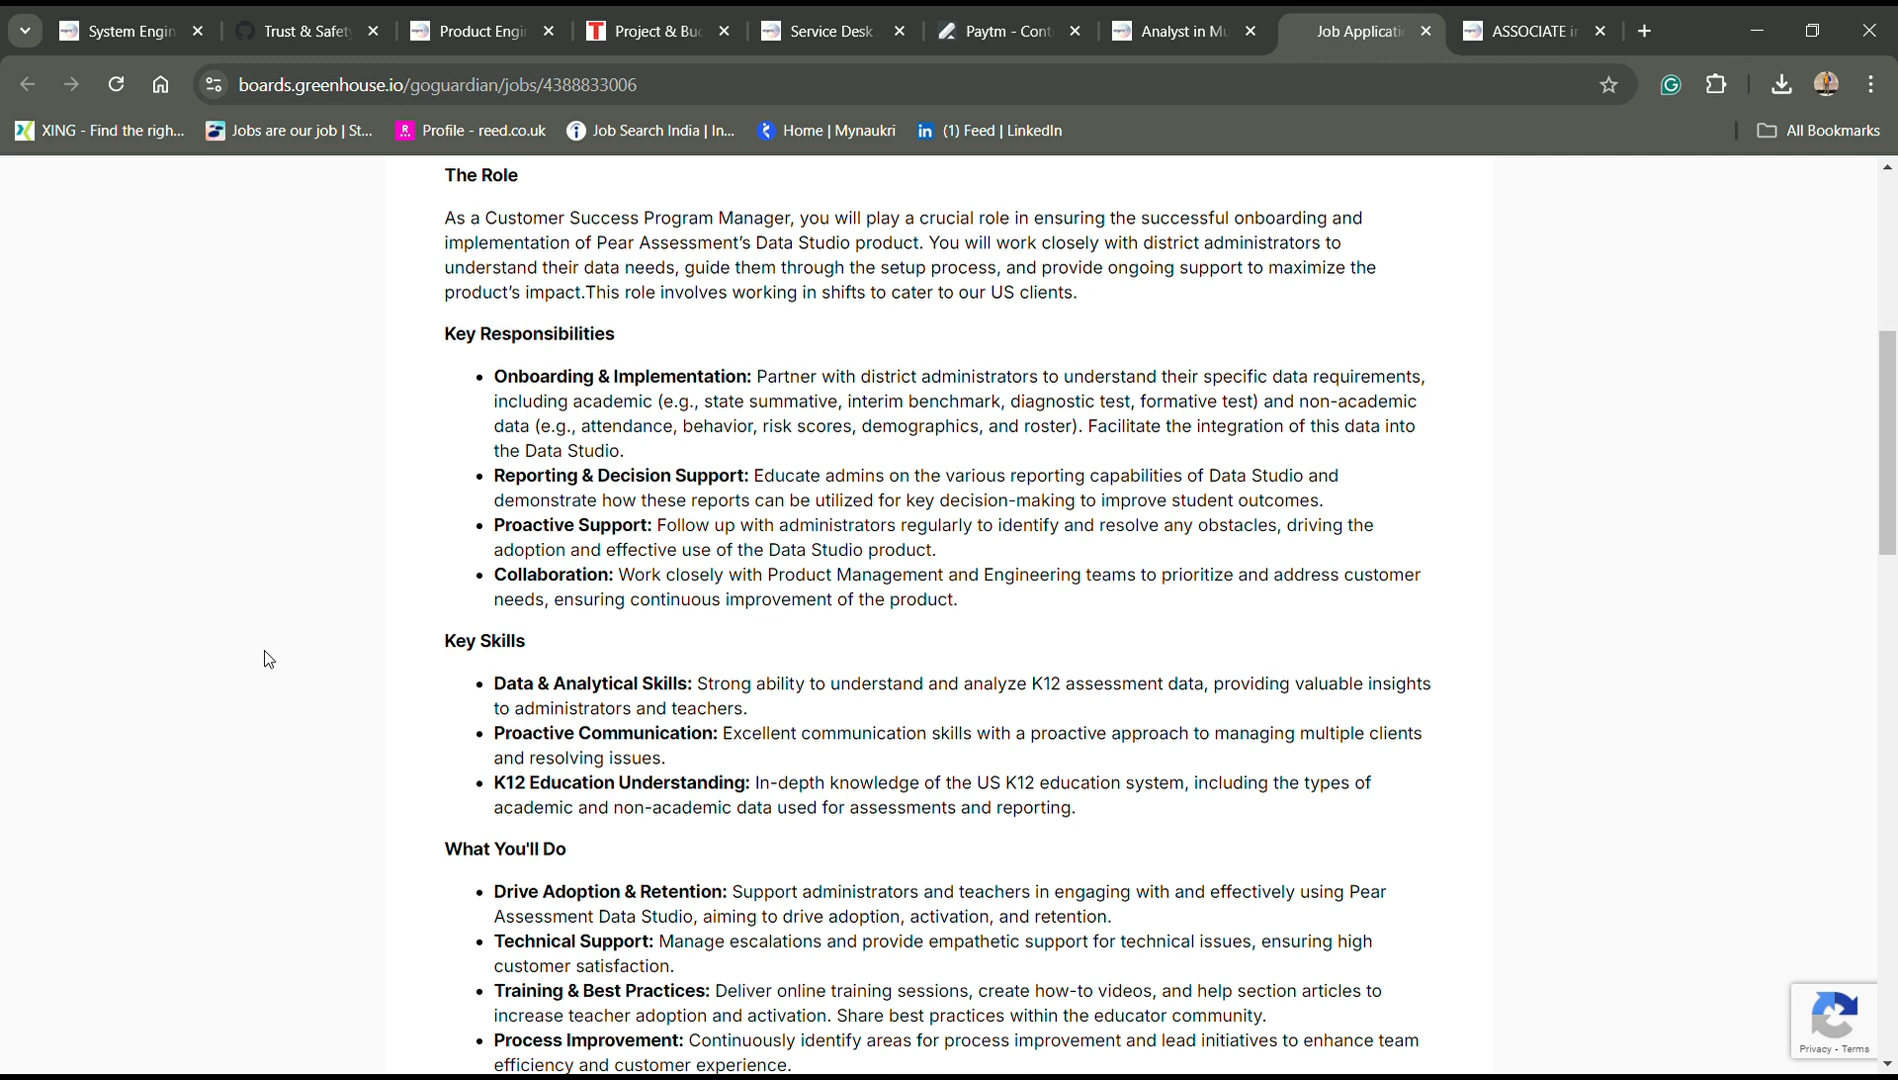 System Engin
Trust & Safet
Product Engi
Project & Bud
Service Desk
Paytm - Cont
Analyst in Mu
Job Applicati
ASSOCIATE in
boards.greenhouse.io/goguardian/jobs/4388833006
XING - Find the righ...
Jobs are our job | St...
Profile - reed.co.uk
Job Search India | In...
Home | Mynaukri
(1) Feed | LinkedIn
All Bookmarks
The Role
As a Customer Success Program Manager, you will play a crucial role in ensuring the successful onboarding and
implementation of Pear Assessment’s Data Studio product. You will work closely with district administrators to
understand their data needs, guide them through the setup process, and provide ongoing support to maximize the
product’s impact.This role involves working in shifts to cater to our US clients.
Key Responsibilities
• Onboarding & Implementation: Partner with district administrators to understand their specific data requirements,
including academic (e.g., state summative, interim benchmark, diagnostic test, formative test) and non-academic
data (e.g., attendance, behavior, risk scores, demographics, and roster). Facilitate the integration of this data into
the Data Studio.
• Reporting & Decision Support: Educate admins on the various reporting capabilities of Data Studio and
demonstrate how these reports can be utilized for key decision-making to improve student outcomes.
• Proactive Support: Follow up with administrators regularly to identify and resolve any obstacles, driving the
adoption and effective use of the Data Studio product.
• Collaboration: Work closely with Product Management and Engineering teams to prioritize and address customer
needs, ensuring continuous improvement of the product.
Key Skills
• Data & Analytical Skills: Strong ability to understand and analyze K12 assessment data, providing valuable insights
to administrators and teachers.
• Proactive Communication: Excellent communication skills with a proactive approach to managing multiple clients
and resolving issues.
• K12 Education Understanding: In-depth knowledge of the US K12 education system, including the types of
academic and non-academic data used for assessments and reporting.
What You'll Do
• Drive Adoption & Retention: Support administrators and teachers in engaging with and effectively using Pear
Assessment Data Studio, aiming to drive adoption, activation, and retention.
• Technical Support: Manage escalations and provide empathetic support for technical issues, ensuring high
customer satisfaction.
• Training & Best Practices: Deliver online training sessions, create how-to videos, and help section articles to
increase teacher adoption and activation. Share best practices within the educator community.
• Process Improvement: Continuously identify areas for process improvement and lead initiatives to enhance team
efficiency and customer experience.
Privacy - Terms